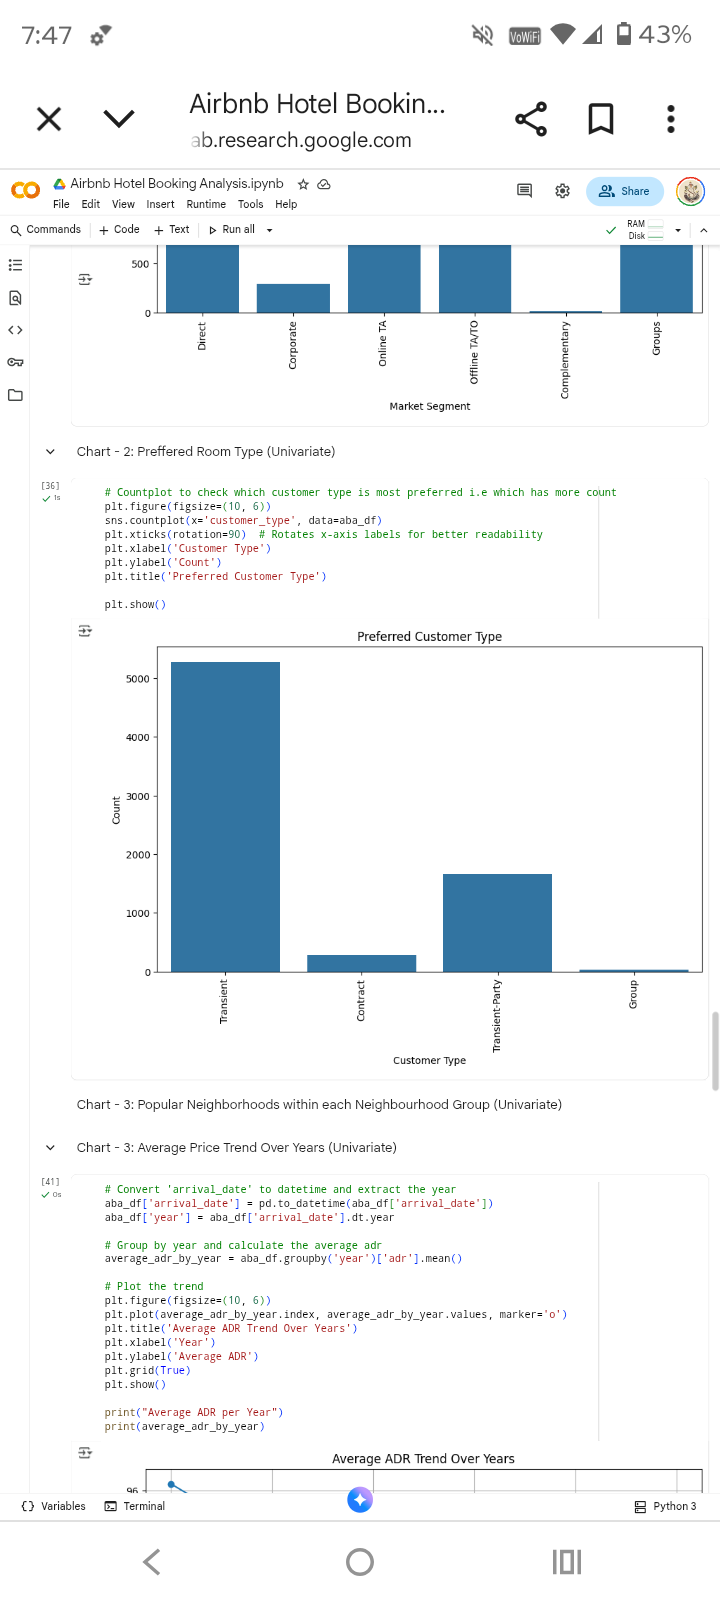 7:47
VoWiFi
43%
Airbnb Hotel Bookin...
ab.research.google.com
CO
Airbnb Hotel Booking Analysis.ipynb
File Edit View Insert Runtime Tools Help
Share
Commands + Code + Text Run all
RAM
Disk
500
0
Direct
Corporate
Online TA
Offline TA/TO
Complementary
Groups
Market Segment
Chart - 2: Preffered Room Type (Univariate)
[36]
1s
# Countplot to check which customer type is most preferred i.e which has more count
plt.figure(figsize=(10, 6))
sns.countplot(x='customer_type', data=aba_df)
plt.xticks(rotation=90)  # Rotates x-axis labels for better readability
plt.xlabel('Customer Type')
plt.ylabel('Count')
plt.title('Preferred Customer Type')
plt.show()
Preferred Customer Type
5000
4000
3000
2000
1000
0
Count
Transient
Contract
Transient-Party
Group
Customer Type
Chart - 3: Popular Neighborhoods within each Neighbourhood Group (Univariate)
Chart - 3: Average Price Trend Over Years (Univariate)
[41]
0s
# Convert 'arrival_date' to datetime and extract the year
aba_df['arrival_date'] = pd.to_datetime(aba_df['arrival_date'])
aba_df['year'] = aba_df['arrival_date'].dt.year
# Group by year and calculate the average adr
average_adr_by_year = aba_df.groupby('year')['adr'].mean()
# Plot the trend
plt.figure(figsize=(10, 6))
plt.plot(average_adr_by_year.index, average_adr_by_year.values, marker='o')
plt.title('Average ADR Trend Over Years')
plt.xlabel('Year')
plt.ylabel('Average ADR')
plt.grid(True)
plt.show()
print("Average ADR per Year")
print(average_adr_by_year)
Average ADR Trend Over Years
96
Variables Terminal
Python 3